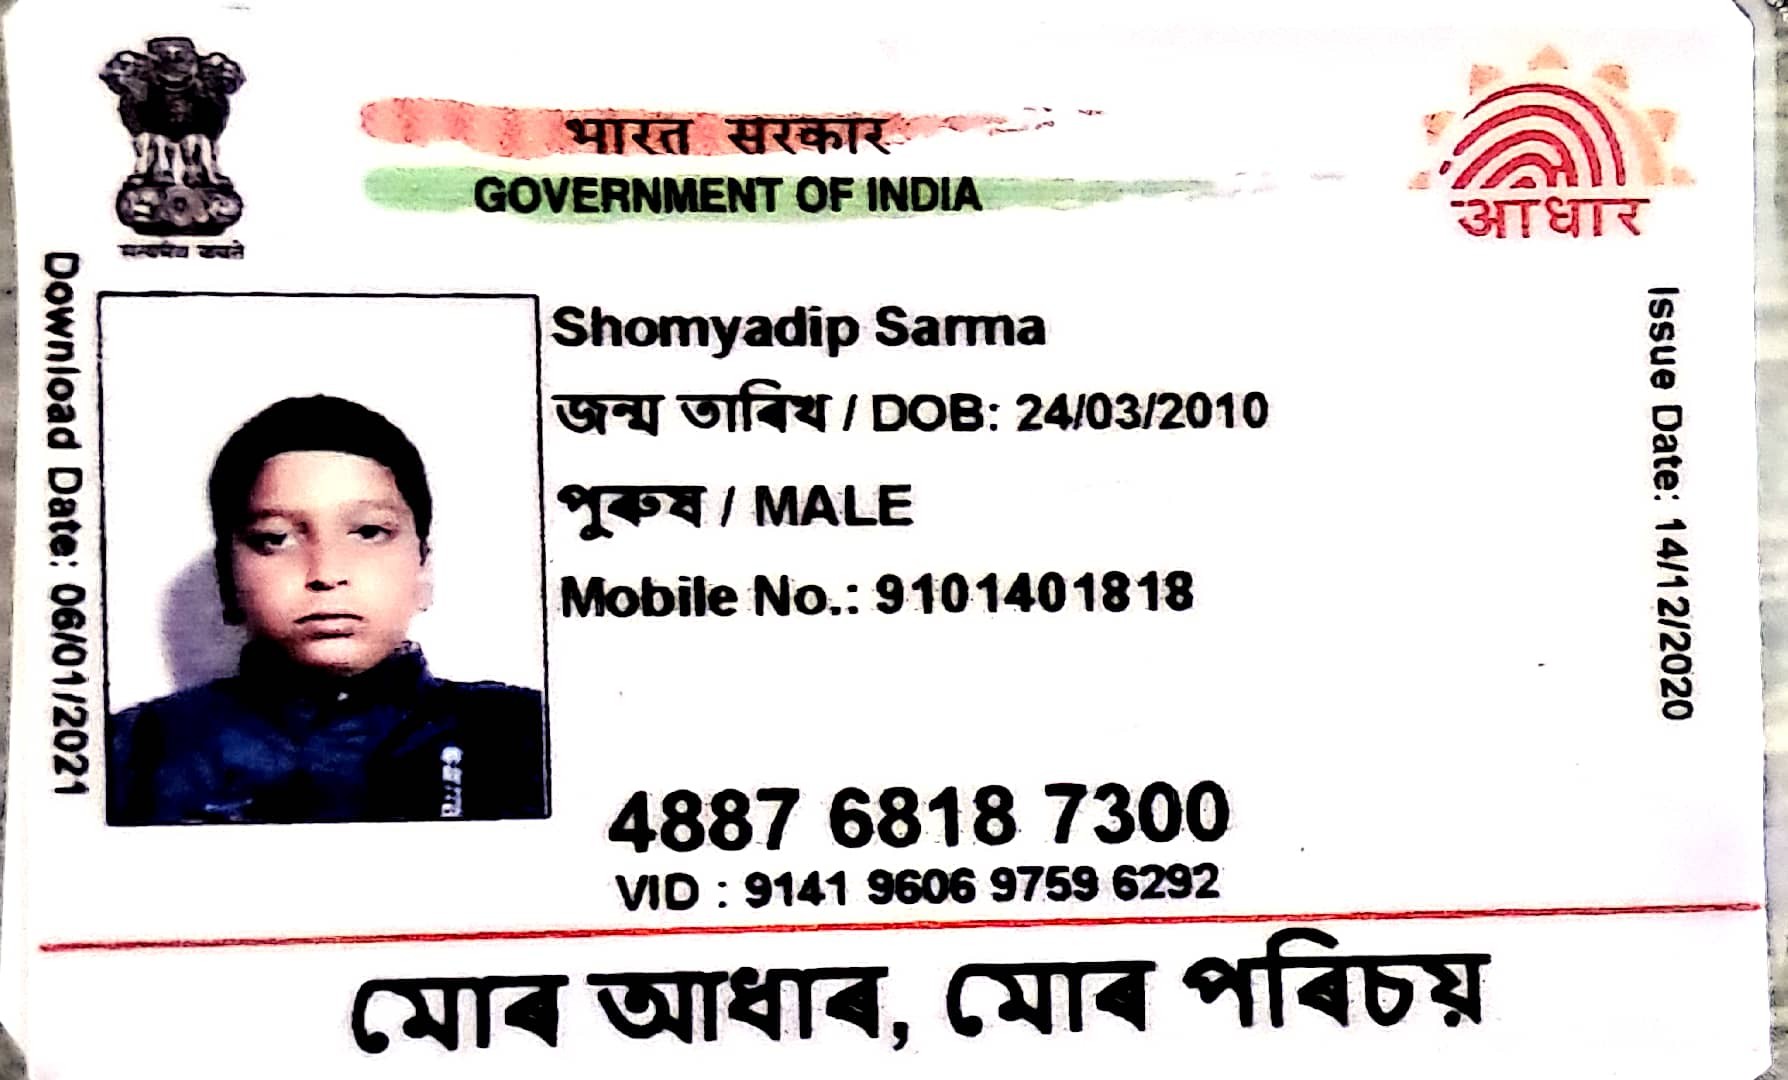 भारत सरकार
GOVERNMENT OF INDIA
आधार
सत्यमेव जयते
Download Date: 06/01/2021
Shomyadip Sarma
জন্ম তাৰিখ / DOB: 24/03/2010
পুৰুষ / MALE
Mobile No.: 9101401818
Issue Date: 14/12/2020
4887 6818 7300
VID : 9141 9606 9759 6292
মোৰ আধাৰ, মোৰ পৰিচয়